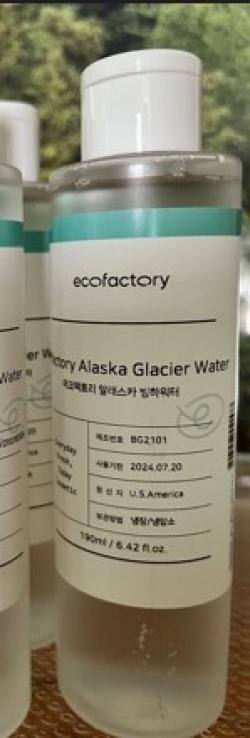 ecofactory
ctory Alaska Glacier Water
에코팩토리 알래스카 빙하워터
제조번호 BG2101
사용기한 2024.07.20
원 산 지 U.S.America
보관방법 냉장/냉암소
190ml / 6.42 fl.oz.
Water